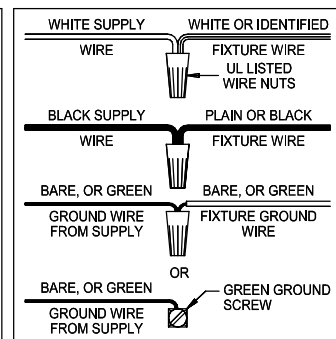 WHITE SUPPLY WHITE OR IDENTIFIED
WIRE FIXTURE WIRE
UL LISTED
WIRE NUTS
BLACK SUPPLY PLAIN OR BLACK
WIRE FIXTURE WIRE
BARE, OR GREEN BARE, OR GREEN
GROUND WIRE FIXTURE GROUND
FROM SUPPLY WIRE
OR
BARE, OR GREEN GREEN GROUND
SCREW
GROUND WIRE
FROM SUPPLY